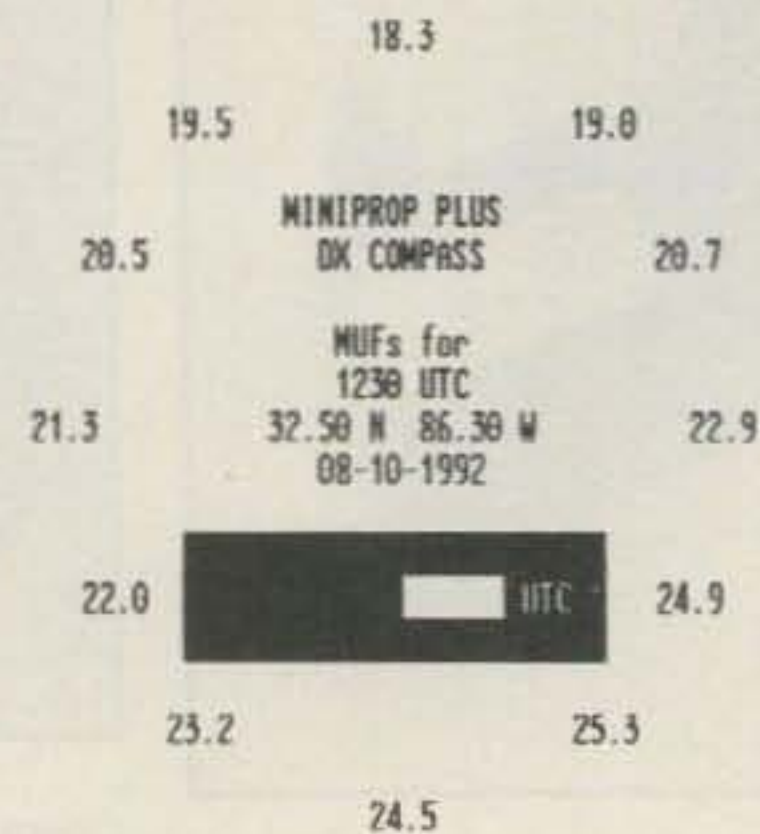 18.3
19.5 19.0
MINIPROP PLUS
20.5 DX COMPASS 20.7
MUFs for
1230 UTC
21.3 32.50 N 86.30 W 22.9
08-10-1992
22.0 UTC 24.9
23.2 25.3
24.5